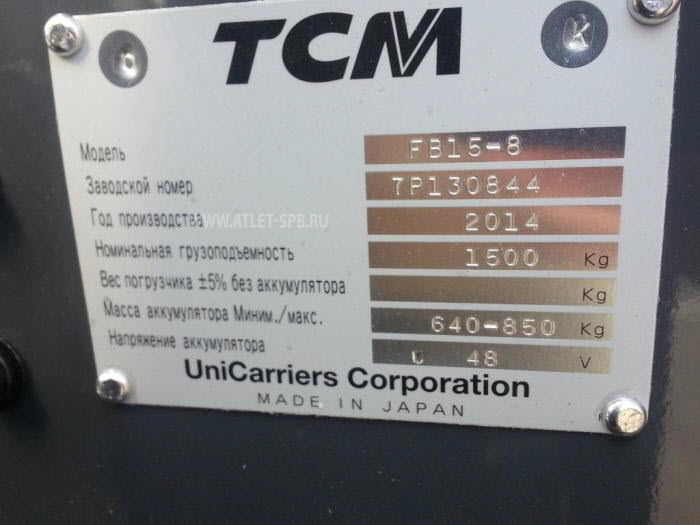 TCM
K
Модель FB15-8
Заводской номер 7P130844
Год производства 2014
WWW.ATLET-SPB.RU
Номинальная грузоподъемность 1500 Kg
Вес погрузчика ±5% без аккумулятора Kg
Масса аккумулятора Миним./макс. 640-850 Kg
Напряжение аккумулятора 48 V
UniCarriers Corporation
MADE IN JAPAN